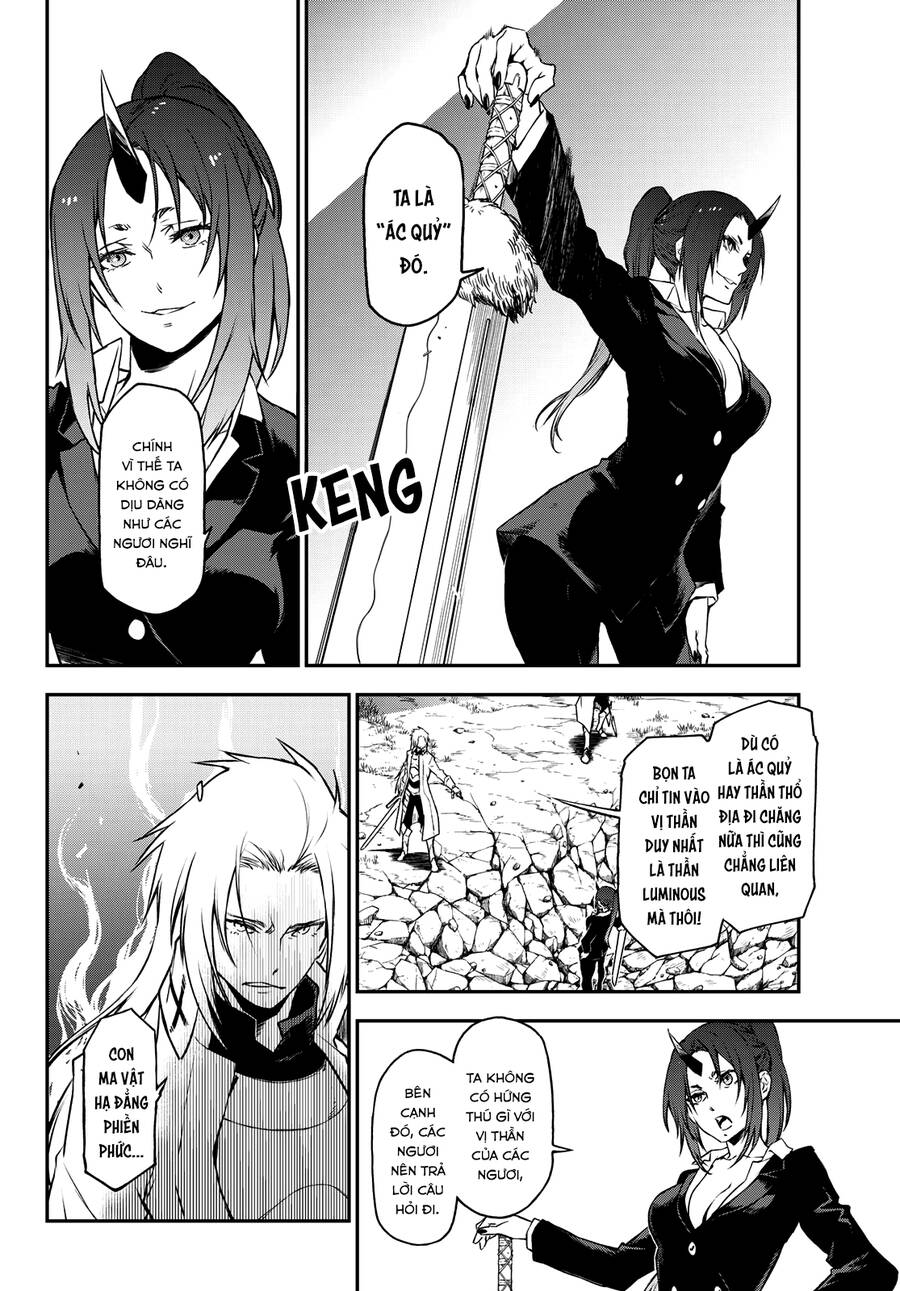 TA LÀ
"ÁC QUỶ"
ĐÓ.
KENG
CHÍNH
VÌ THẾ TA
KHÔNG CÓ
DỊU DÀNG
NHƯ CÁC
NGƯƠI NGHĨ
ĐÂU.
DÙ CÓ
LÀ ÁC QUỶ
HAY THẦN THỔ
ĐỊA ĐI CHĂNG
NỮA THÌ CŨNG
CHẲNG LIÊN
QUAN,
BỌN TA
CHỈ TIN VÀO
VỊ THẦN
DUY NHẤT
LÀ THẦN
LUMINOUS
MÀ THÔI!
CON
MA VẬT
HẠ ĐẲNG
PHIỀN
PHỨC...
TA KHÔNG
CÓ HỨNG
THÚ GÌ VỚI
VỊ THẦN
CỦA CÁC
NGƯƠI,
BÊN
CẠNH
ĐÓ, CÁC
NGƯƠI
NÊN TRẢ
LỜI CÂU
HỎI ĐI.